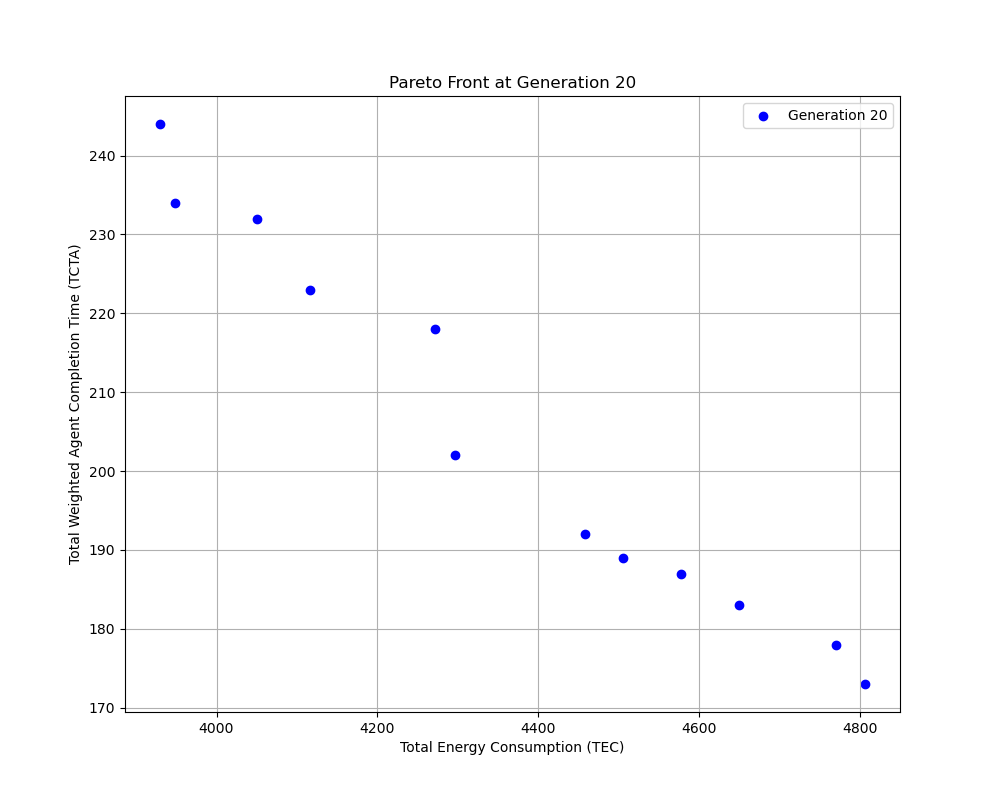 Pareto Front at Generation 20
Generation 20
Total Weighted Agent Completion Time (TCTA)
240
230
220
210
200
190
180
170
4000 4200 4400 4600 4800
Total Energy Consumption (TEC)